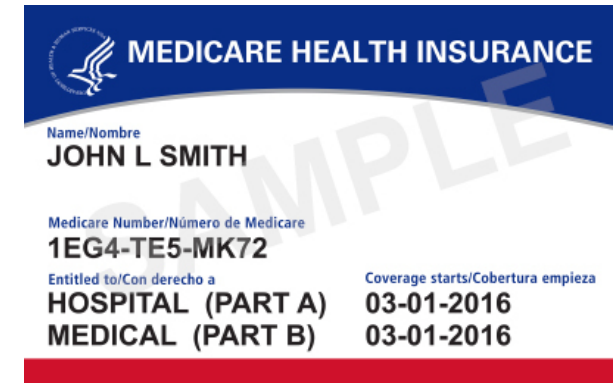 MEDICARE HEALTH INSURANCE
SAMPLE
Name/Nombre
JOHN L SMITH
Medicare Number/Número de Medicare
1EG4-TE5-MK72
Entitled to/Con derecho a Coverage starts/Cobertura empieza
HOSPITAL (PART A) 03-01-2016
MEDICAL (PART B) 03-01-2016